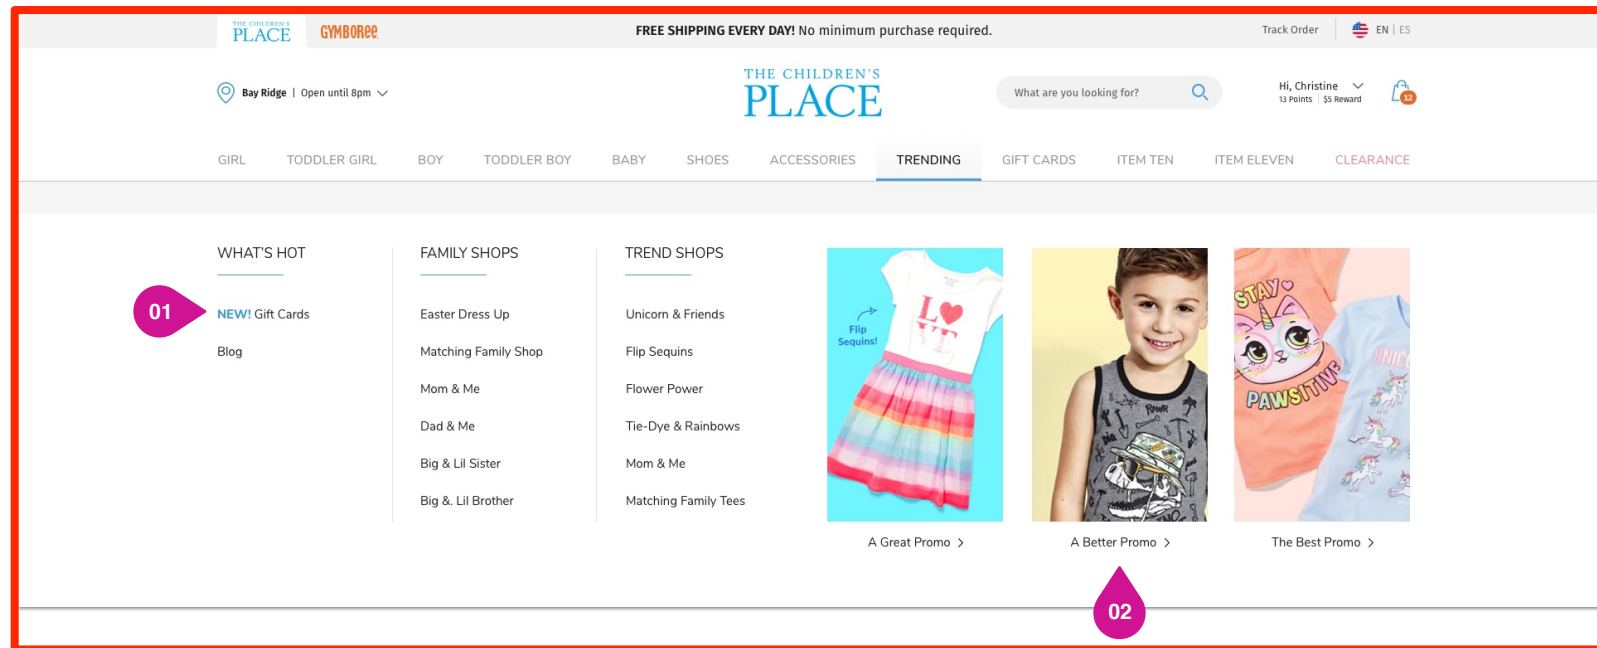 THE CHILDREN'S
PLACE
GYMBOREE
FREE SHIPPING EVERY DAY! No minimum purchase required.
Track Order
EN | ES
Bay Ridge | Open until 8pm
THE CHILDREN'S
PLACE
What are you looking for?
Hi, Christine
13 Points | $5 Reward
12
GIRL TODDLER GIRL BOY TODDLER BOY BABY SHOES ACCESSORIES TRENDING GIFT CARDS ITEM TEN ITEM ELEVEN CLEARANCE
WHAT'S HOT
01
NEW! Gift Cards
Blog
FAMILY SHOPS
Easter Dress Up
Matching Family Shop
Mom & Me
Dad & Me
Big & Lil Sister
Big &. Lil Brother
TREND SHOPS
Unicorn & Friends
Flip Sequins
Flower Power
Tie-Dye & Rainbows
Mom & Me
Matching Family Tees
Flip
Sequins!
L
VE
A Great Promo >
RAWR
A Better Promo >
02
STAY
PAWSITIVE
The Best Promo >